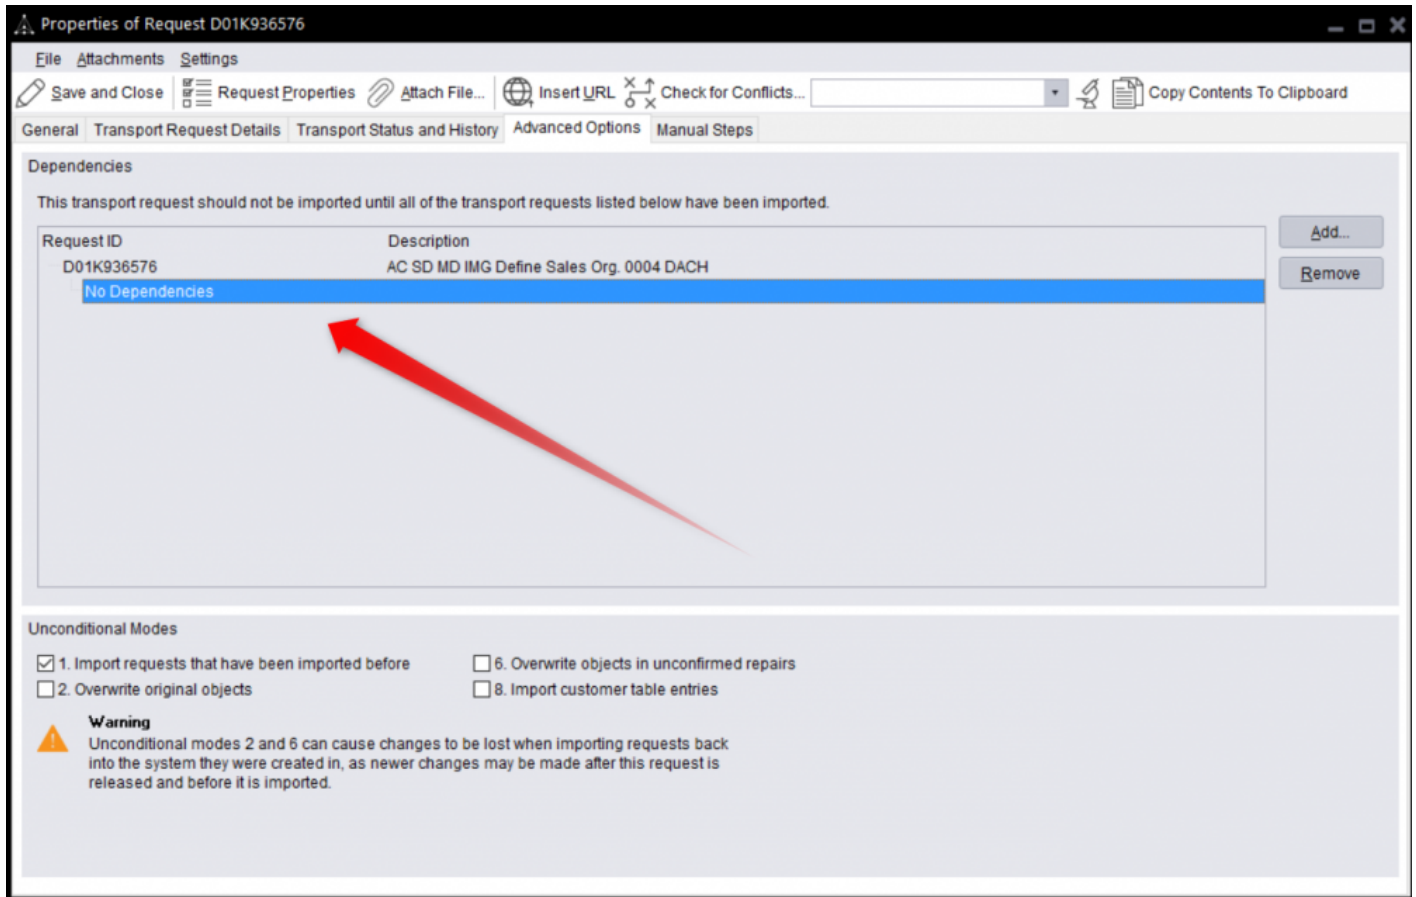 Properties of Request D01K936576
File Attachments Settings
Save and Close Request Properties Attach File... Insert URL Check for Conflicts... Copy Contents To Clipboard
General Transport Request Details Transport Status and History Advanced Options Manual Steps
Dependencies
This transport request should not be imported until all of the transport requests listed below have been imported.
Add...
Request ID Description
D01K936576 AC SD MD IMG Define Sales Org. 0004 DACH
Remove
No Dependencies
Unconditional Modes
1. Import requests that have been imported before 6. Overwrite objects in unconfirmed repairs
2. Overwrite original objects 8. Import customer table entries
Warning
Unconditional modes 2 and 6 can cause changes to be lost when importing requests back
into the system they were created in, as newer changes may be made after this request is
released and before it is imported.